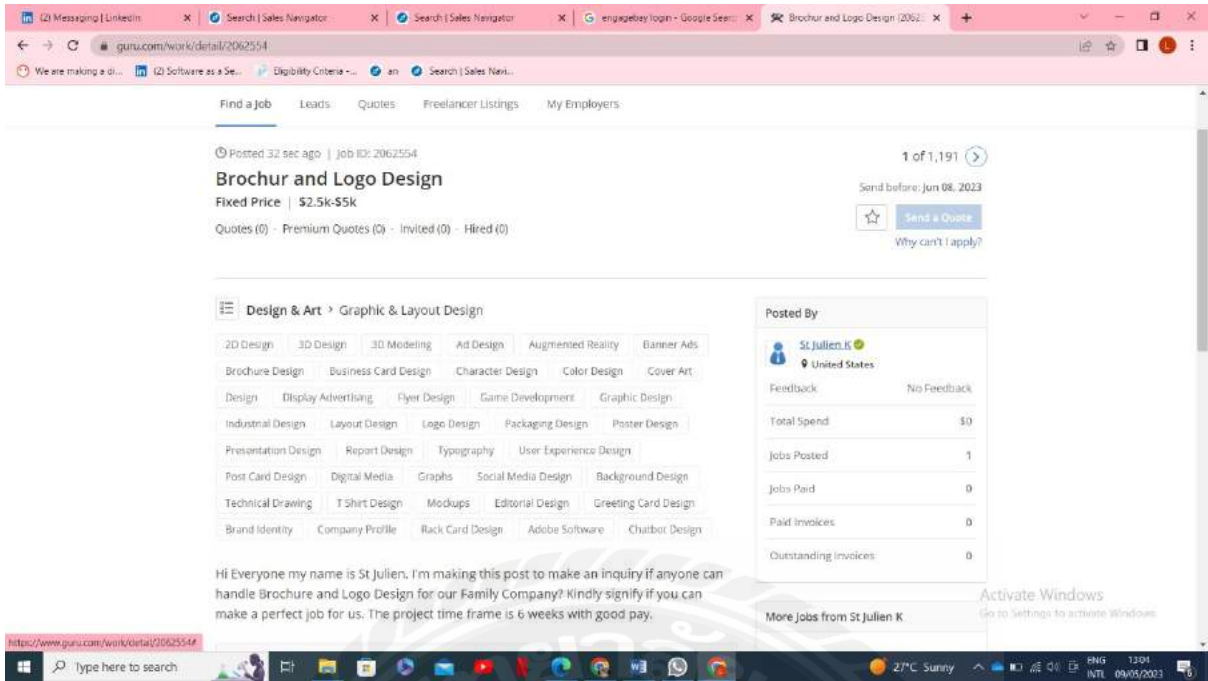 (2) Messaging | LinkedIn
Search | Sales Navigator
Search | Sales Navigator
engagebay login - Google Sear
Brochur and Logo Design (2062
guru.com/work/detail/2062554
We are making a di...
(2) Software as a Se...
Eligibility Criteria -...
an
Search | Sales Navi...
Find a Job
Leads
Quotes
Freelancer Listings
My Employers
Posted 32 sec ago | Job ID: 2062554
1 of 1,191
Brochur and Logo Design
Send before: Jun 08, 2023
Fixed Price | $2.5k-$5k
Send a Quote
Quotes (0) - Premium Quotes (0) - Invited (0) - Hired (0)
Why can't I apply?
Design & Art > Graphic & Layout Design
2D Design 3D Design 3D Modeling Ad Design Augmented Reality Banner Ads
Brochure Design Business Card Design Character Design Color Design Cover Art
Design Display Advertising Flyer Design Game Development Graphic Design
Industrial Design Layout Design Logo Design Packaging Design Poster Design
Presentation Design Report Design Typography User Experience Design
Post Card Design Digital Media Graphs Social Media Design Background Design
Technical Drawing T Shirt Design Mockups Editorial Design Greeting Card Design
Brand Identity Company Profile Rack Card Design Adobe Software Chatbot Design
Hi Everyone my name is St Julien. I'm making this post to make an inquiry if anyone can
handle Brochure and Logo Design for our Family Company? Kindly signify if you can
make a perfect job for us. The project time frame is 6 weeks with good pay.
Posted By
St Julien K
United States
Feedback No Feedback
Total Spend $0
Jobs Posted 1
Jobs Paid 0
Paid Invoices 0
Outstanding Invoices 0
More Jobs from St Julien K
Activate Windows
Go to Settings to activate Windows.
https://www.guru.com/work/detail/2062554#
Type here to search
27°C Sunny
ENG
INTL
13:01
09/05/2023